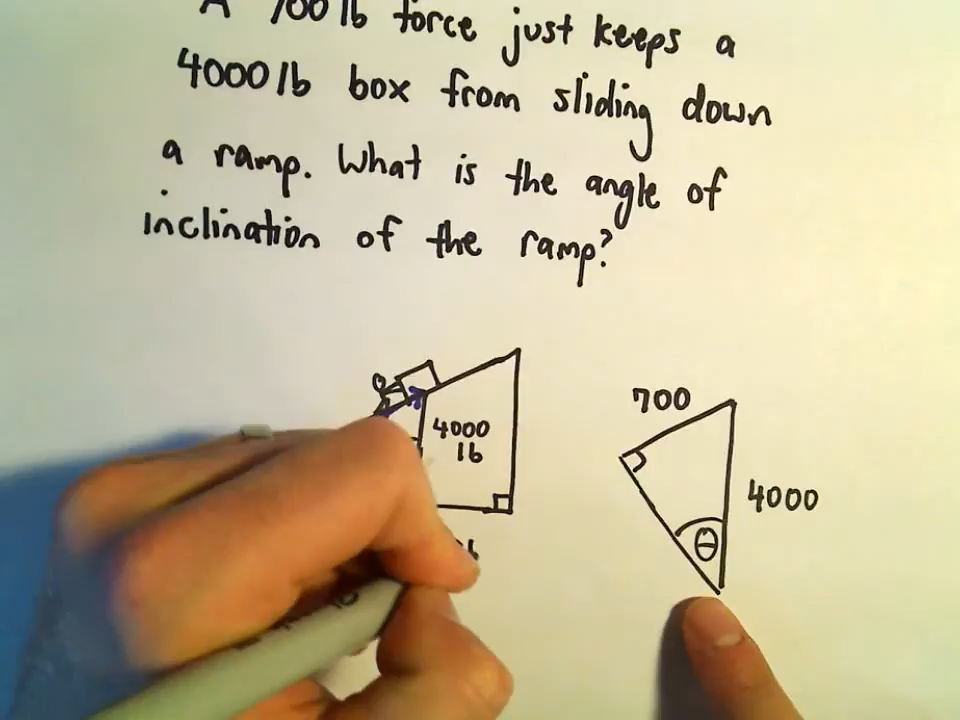 A 700 lb force just keeps a
4000 lb box from sliding down
a ramp. What is the angle of
inclination of the ramp?
4000
lb
700
4000
θ